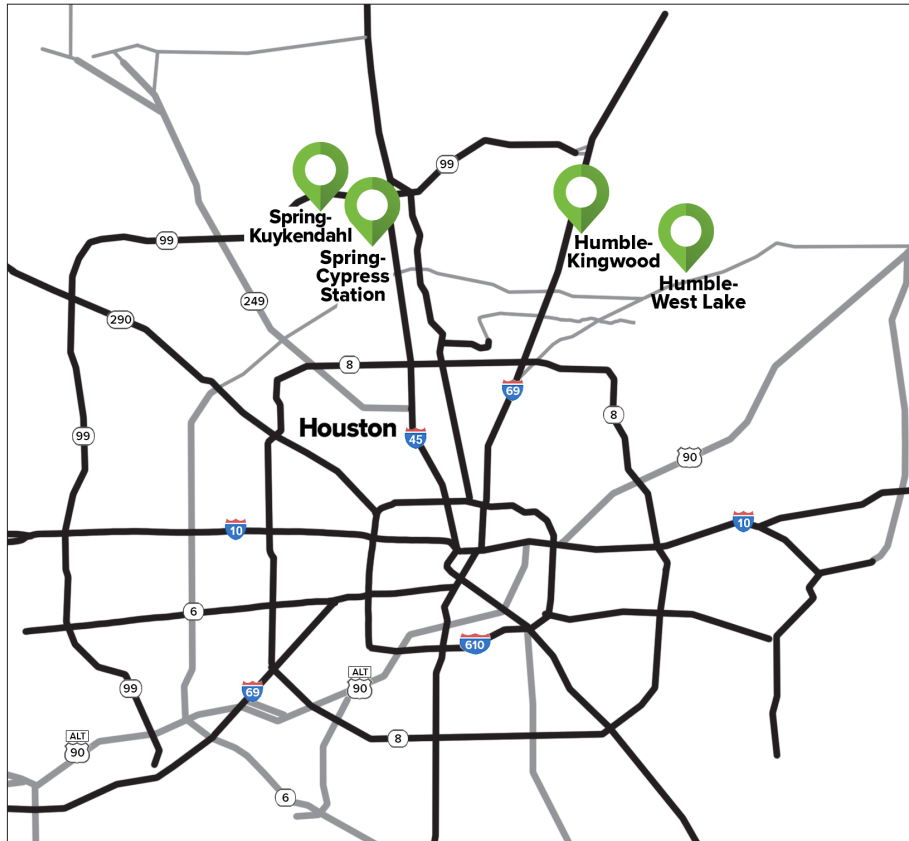 99
Spring-
Kuykendahl
99
Spring-
Cypress
Station
Humble-
Kingwood
Humble-
West Lake
249
290
8
69
8
Houston
45
99
90
10
10
6
610
ALT
90
99
69
ALT
90
8
6